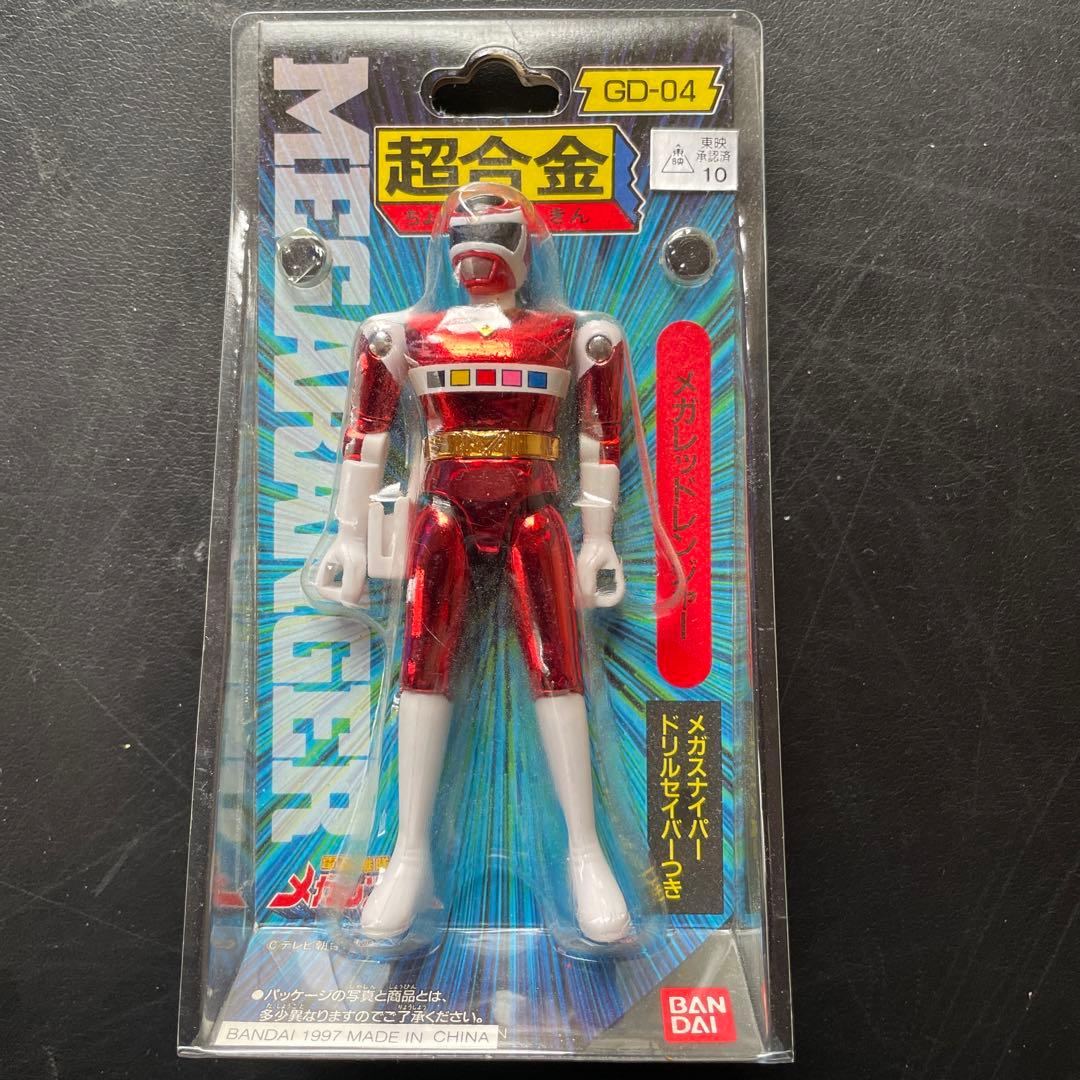 GD-04
超合金
東映
承認済
10
東映
MEGARANGER
メガレッドレンジャー
メガスナイパー
ドリルセイバーつき
©テレビ朝
●パッケージの写真と商品とは、
多少異なりますのでご了承ください。
BANDAI 1997 MADE IN CHINA
BAN
DAI